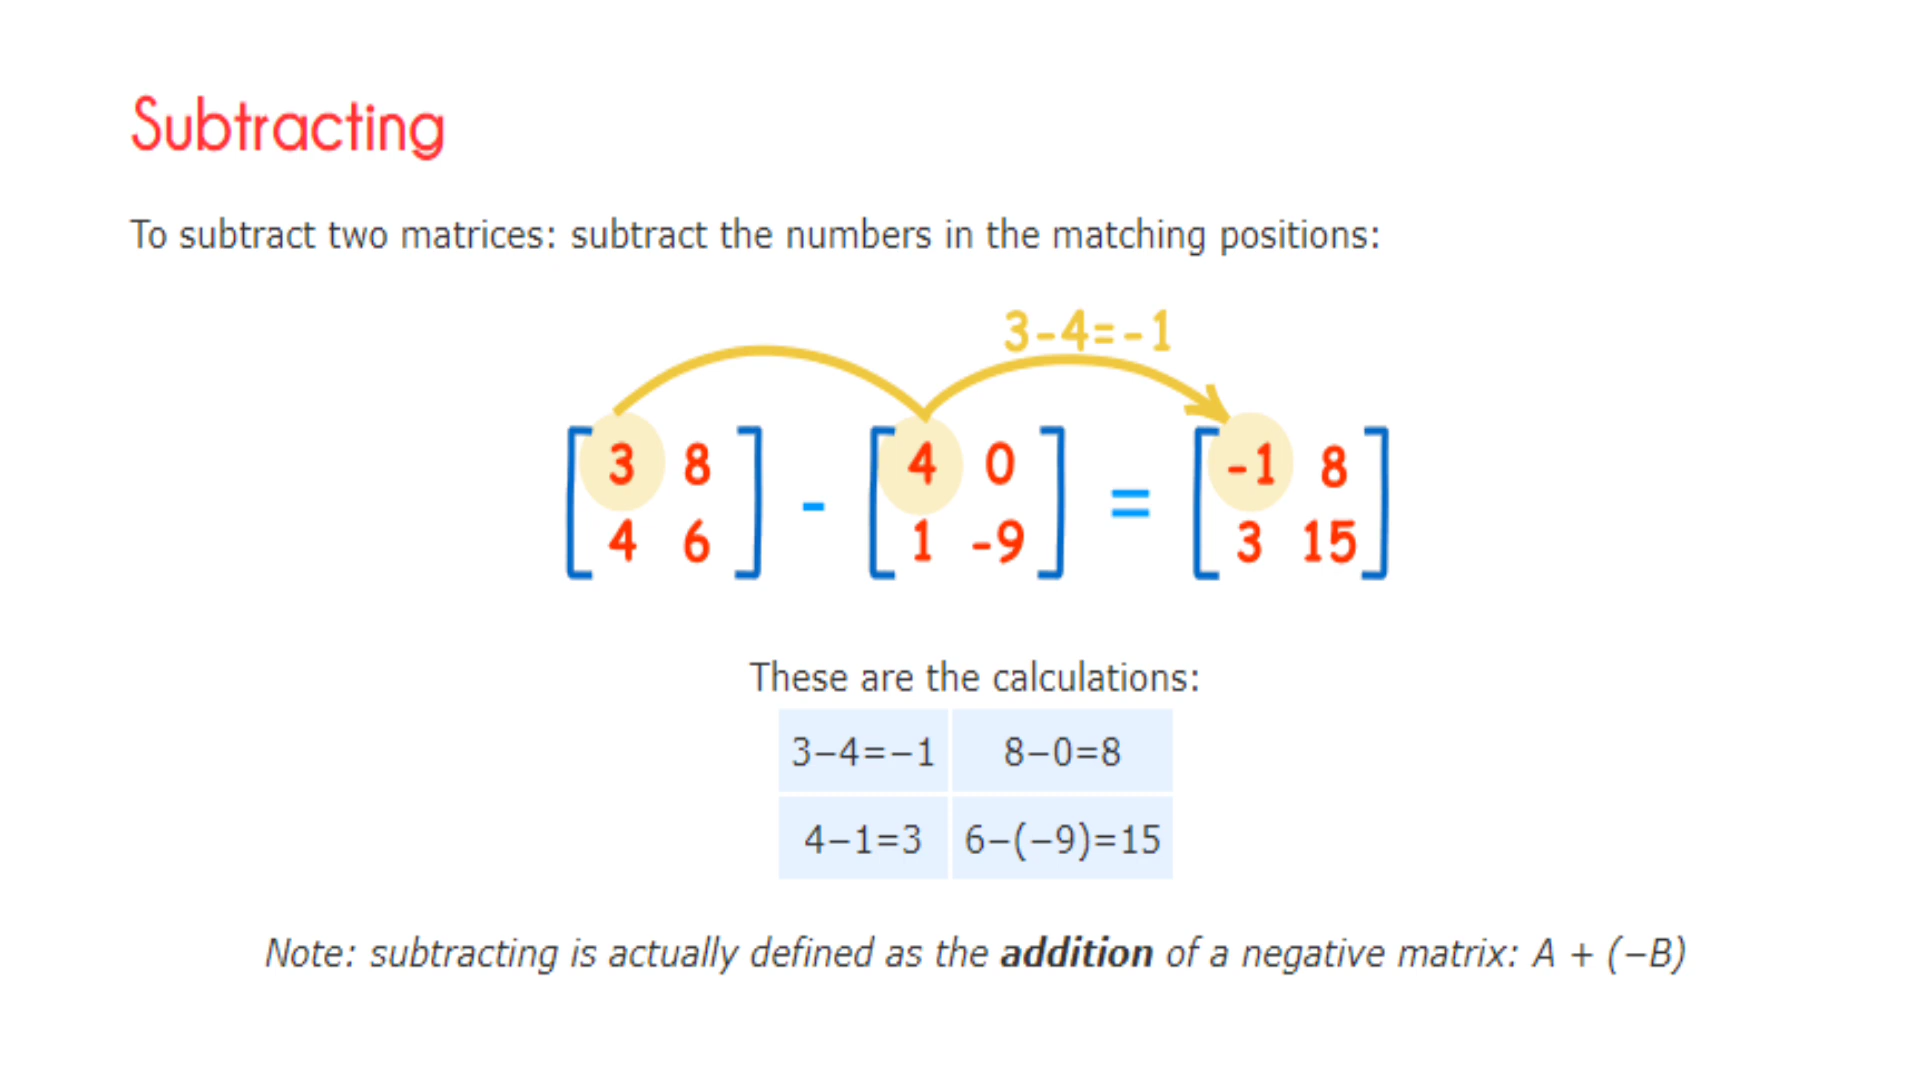 Subtracting
To subtract two matrices: subtract the numbers in the matching positions:
3-4=-1
3 8 - 4 0 = -1 8
4 6 1 -9 3 15
These are the calculations:
3−4=−1 8−0=8
4−1=3 6−(−9)=15
Note: subtracting is actually defined as the addition of a negative matrix: A + (−B)